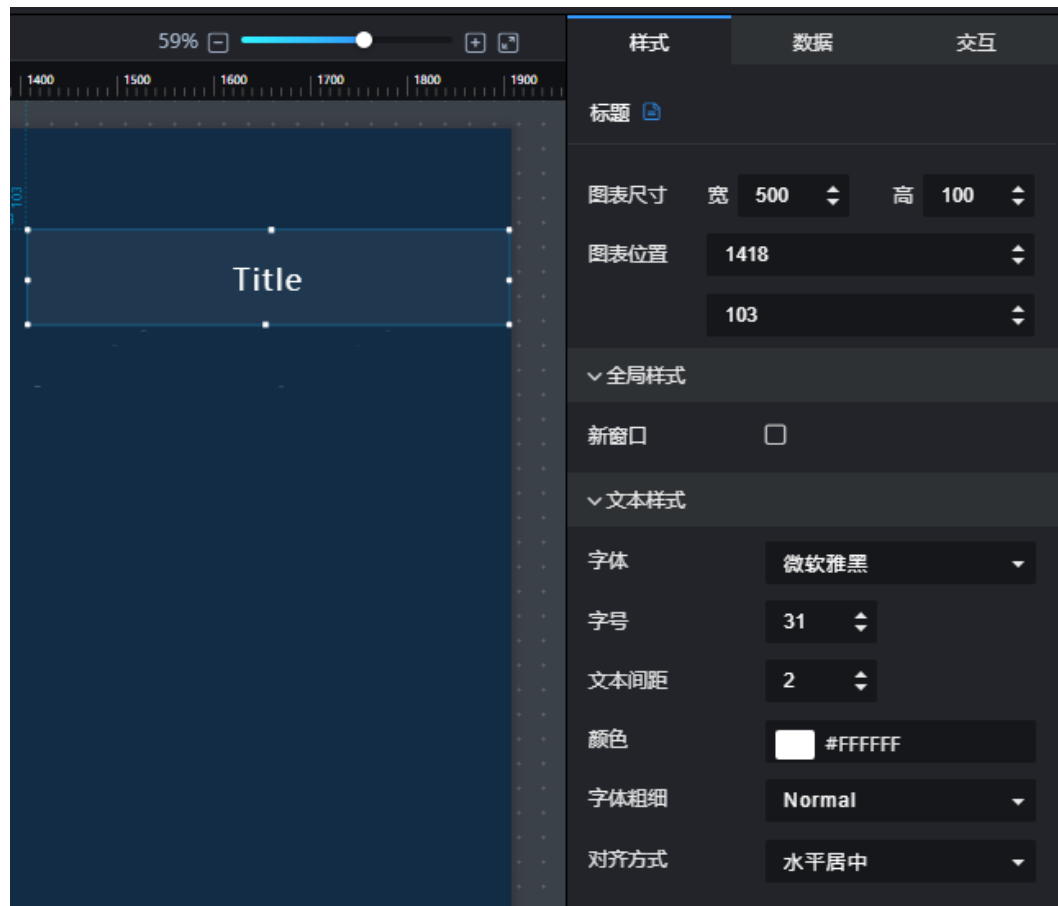 59%
样式 数据 交互
1400 1500 1600 1700 1800 1900
标题
103
图表尺寸 宽 500 高 100
图表位置 1418
Title
103
全局样式
新窗口
文本样式
字体 微软雅黑
字号 31
文本间距 2
颜色 #FFFFFF
字体粗细 Normal
对齐方式 水平居中